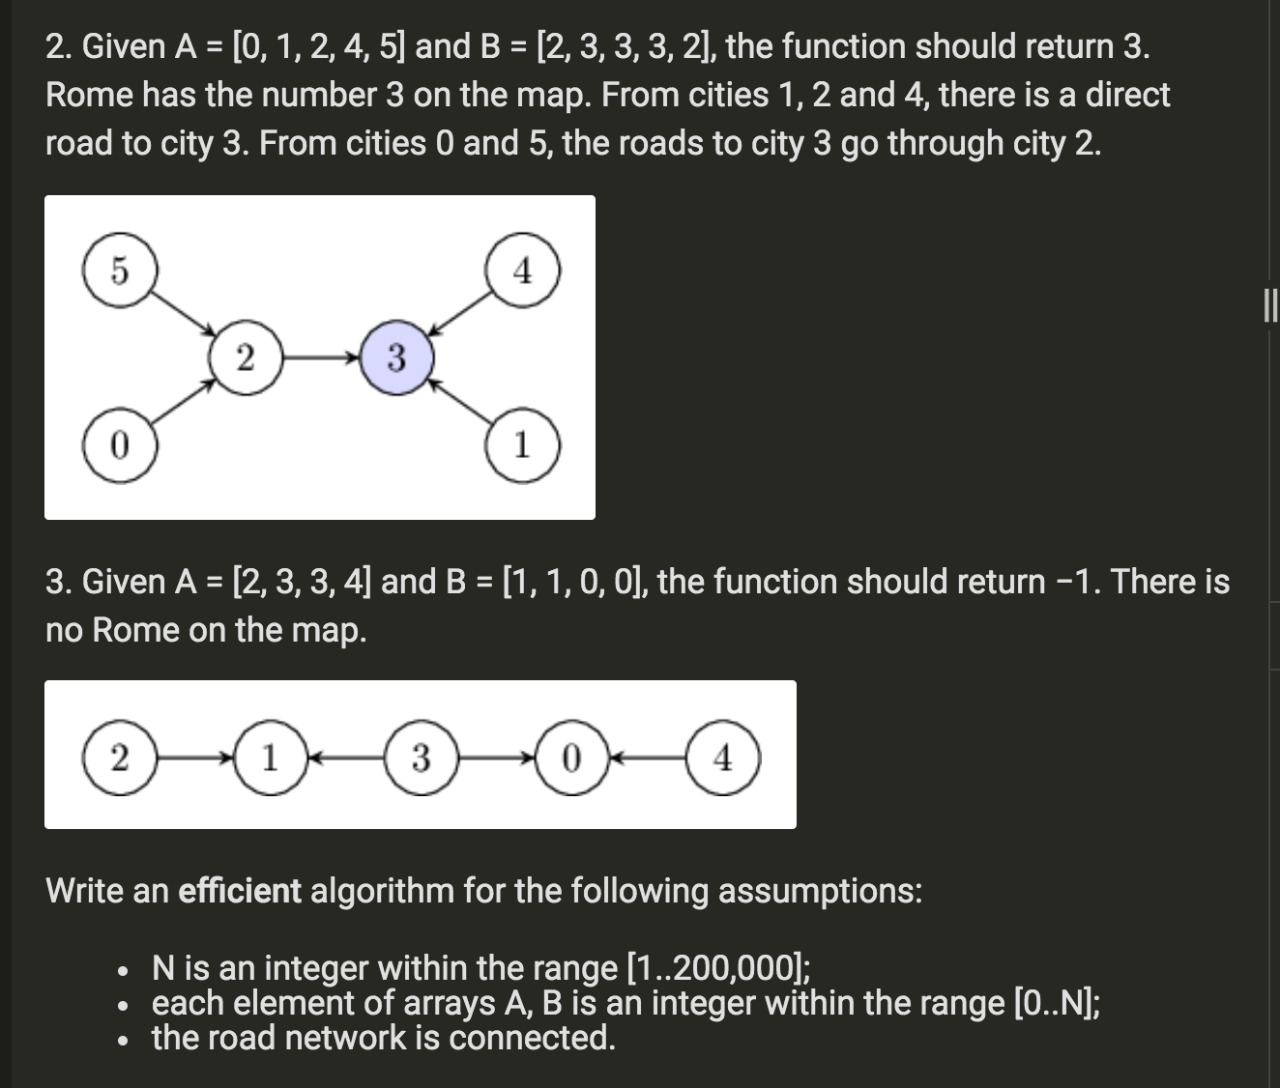 2. Given A = [0, 1, 2, 4, 5] and B = [2, 3, 3, 3, 2], the function should return 3.
Rome has the number 3 on the map. From cities 1, 2 and 4, there is a direct
road to city 3. From cities 0 and 5, the roads to city 3 go through city 2.
5
4
2
3
0
1
3. Given A = [2, 3, 3, 4] and B = [1, 1, 0, 0], the function should return −1. There is
no Rome on the map.
2 1 3 0 4
Write an efficient algorithm for the following assumptions:
• N is an integer within the range [1..200,000];
• each element of arrays A, B is an integer within the range [0..N];
• the road network is connected.